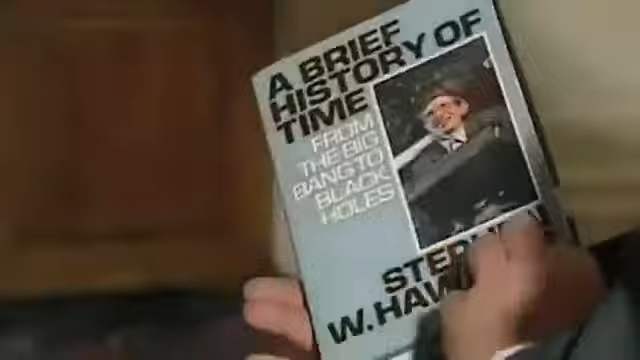 A BRIEF
HISTORY OF
TIME
FROM
THE BIG
BANG TO
BLACK
HOLES
W.